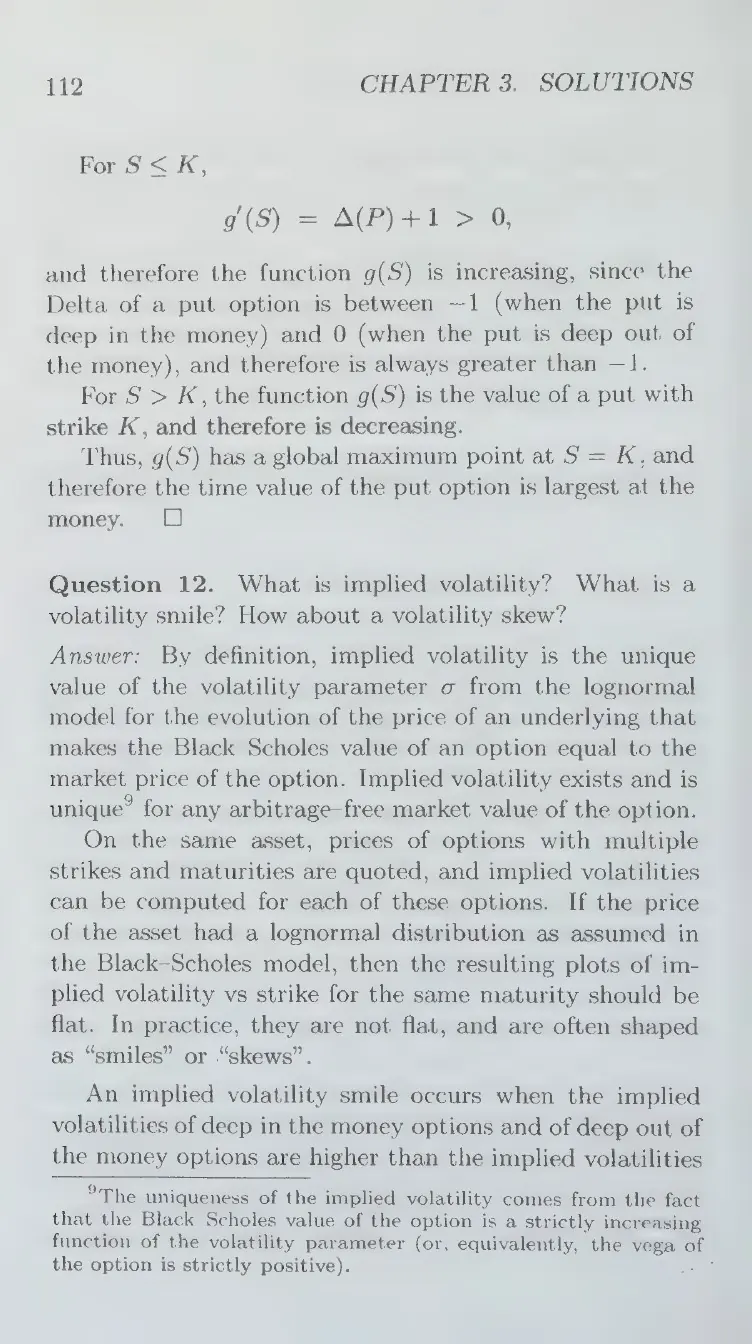 112 CHAPTER 3. SOLUTIONS
For S ≤ K,
g′(S) = Δ(P) + 1 > 0,
and therefore the function g(S) is increasing, since the
Delta of a put option is between −1 (when the put is
deep in the money) and 0 (when the put is deep out of
the money), and therefore is always greater than −1.
For S > K, the function g(S) is the value of a put with
strike K, and therefore is decreasing.
Thus, g(S) has a global maximum point at S = K, and
therefore the time value of the put option is largest at the
money. □
Question 12. What is implied volatility? What is a
volatility smile? How about a volatility skew?
Answer: By definition, implied volatility is the unique
value of the volatility parameter σ from the lognormal
model for the evolution of the price of an underlying that
makes the Black Scholes value of an option equal to the
market price of the option. Implied volatility exists and is
unique⁹ for any arbitrage–free market value of the option.
On the same asset, prices of options with multiple
strikes and maturities are quoted, and implied volatilities
can be computed for each of these options. If the price
of the asset had a lognormal distribution as assumed in
the Black–Scholes model, then the resulting plots of im-
plied volatility vs strike for the same maturity should be
flat. In practice, they are not flat, and are often shaped
as “smiles” or “skews”.
An implied volatility smile occurs when the implied
volatilities of deep in the money options and of deep out of
the money options are higher than the implied volatilities
⁹The uniqueness of the implied volatility comes from the fact
that the Black Scholes value of the option is a strictly increasing
function of the volatility parameter (or, equivalently, the vega of
the option is strictly positive).